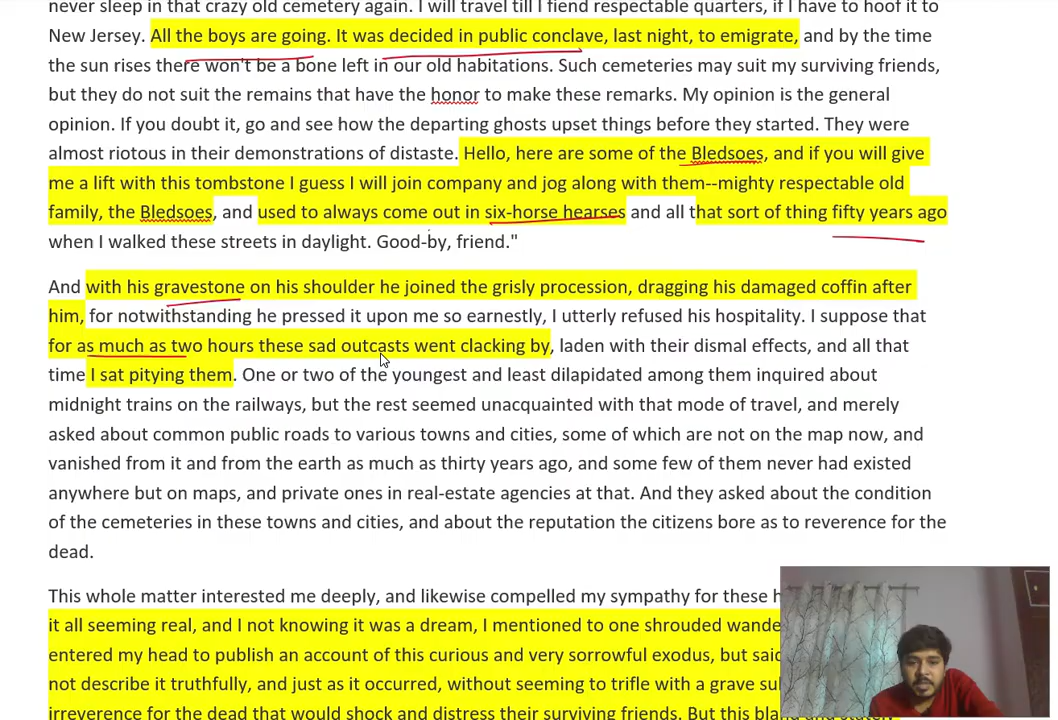 never sleep in that crazy old cemetery again. I will travel till I fiend respectable quarters, if I have to hoof it to
New Jersey. All the boys are going. It was decided in public conclave, last night, to emigrate, and by the time
the sun rises there won't be a bone left in our old habitations. Such cemeteries may suit my surviving friends,
but they do not suit the remains that have the honor to make these remarks. My opinion is the general
opinion. If you doubt it, go and see how the departing ghosts upset things before they started. They were
almost riotous in their demonstrations of distaste. Hello, here are some of the Bledsoes, and if you will give
me a lift with this tombstone I guess I will join company and jog along with them--mighty respectable old
family, the Bledsoes, and used to always come out in six-horse hearses and all that sort of thing fifty years ago
when I walked these streets in daylight. Good-by, friend."
And with his gravestone on his shoulder he joined the grisly procession, dragging his damaged coffin after
him, for notwithstanding he pressed it upon me so earnestly, I utterly refused his hospitality. I suppose that
for as much as two hours these sad outcasts went clacking by, laden with their dismal effects, and all that
time I sat pitying them. One or two of the youngest and least dilapidated among them inquired about
midnight trains on the railways, but the rest seemed unacquainted with that mode of travel, and merely
asked about common public roads to various towns and cities, some of which are not on the map now, and
vanished from it and from the earth as much as thirty years ago, and some few of them never had existed
anywhere but on maps, and private ones in real-estate agencies at that. And they asked about the condition
of the cemeteries in these towns and cities, and about the reputation the citizens bore as to reverence for the
dead.
This whole matter interested me deeply, and likewise compelled my sympathy for these
it all seeming real, and I not knowing it was a dream, I mentioned to one shrouded
entered my head to publish an account of this curious and very sorrowful exodus, but
not describe it truthfully, and just as it occurred, without seeming to trifle with a grave
irreverence for the dead that would shock and distress their surviving friends. But this